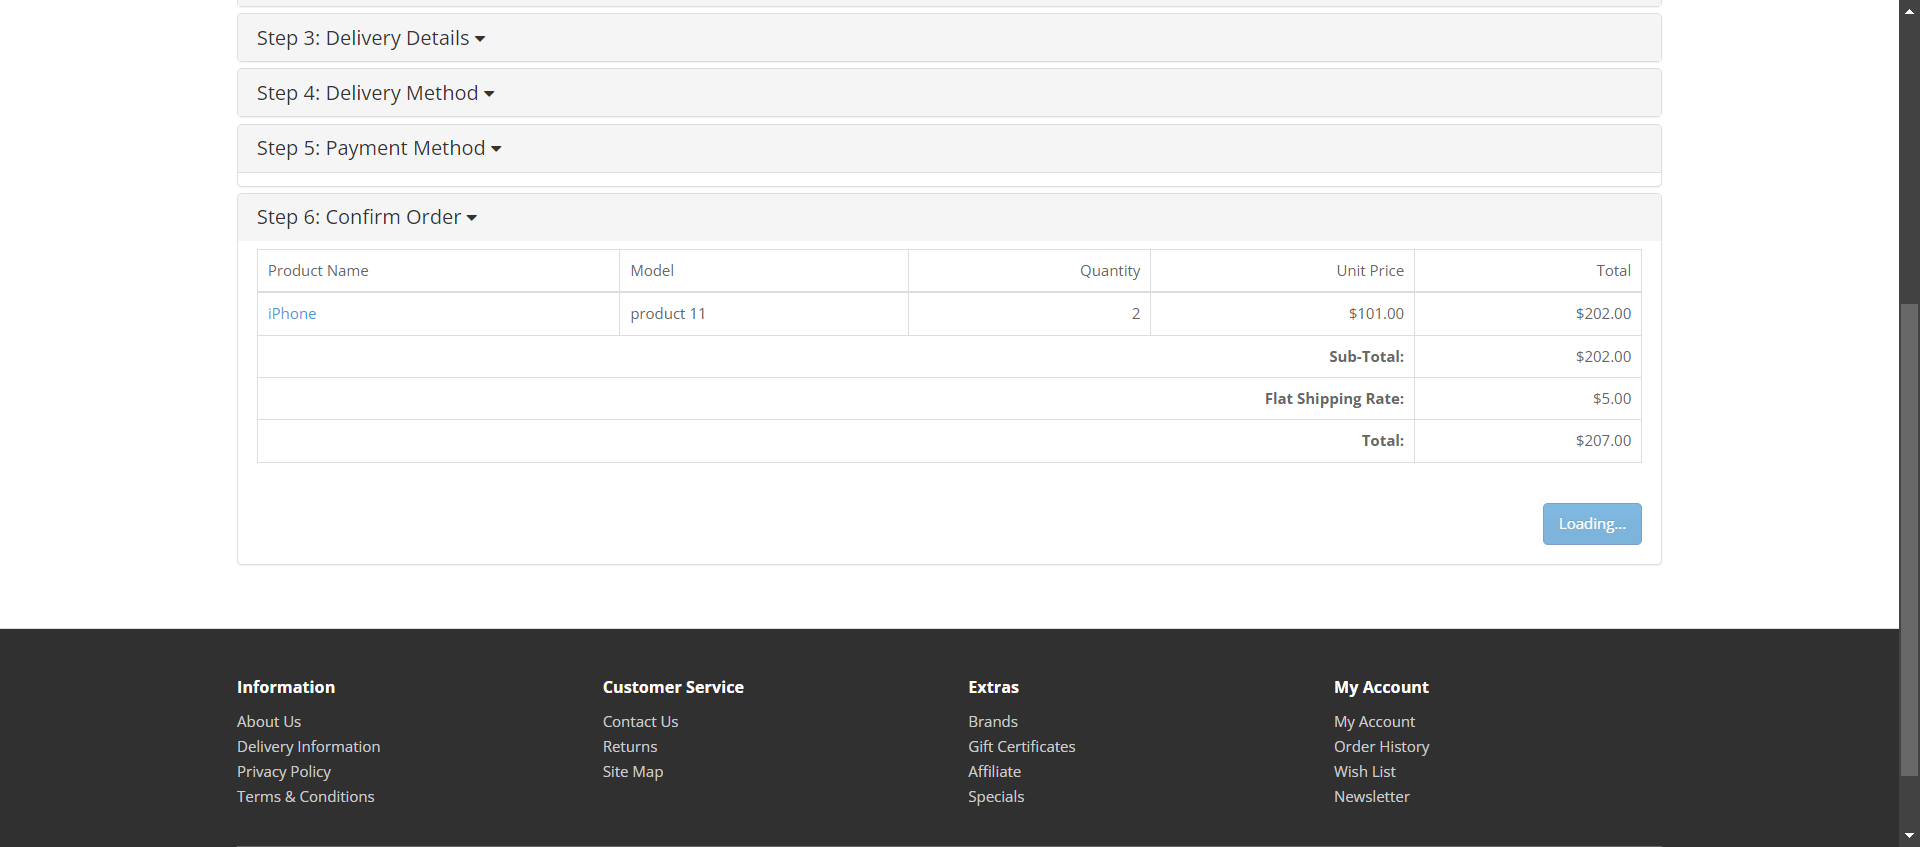 Step 3: Delivery Details
Step 4: Delivery Method
Step 5: Payment Method
Step 6: Confirm Order
Product Name Model Quantity Unit Price Total
iPhone product 11 2 $101.00 $202.00
Sub-Total: $202.00
Flat Shipping Rate: $5.00
Total: $207.00
Loading...
Information Customer Service Extras My Account
About Us Contact Us Brands My Account
Delivery Information Returns Gift Certificates Order History
Privacy Policy Site Map Affiliate Wish List
Terms & Conditions Specials Newsletter